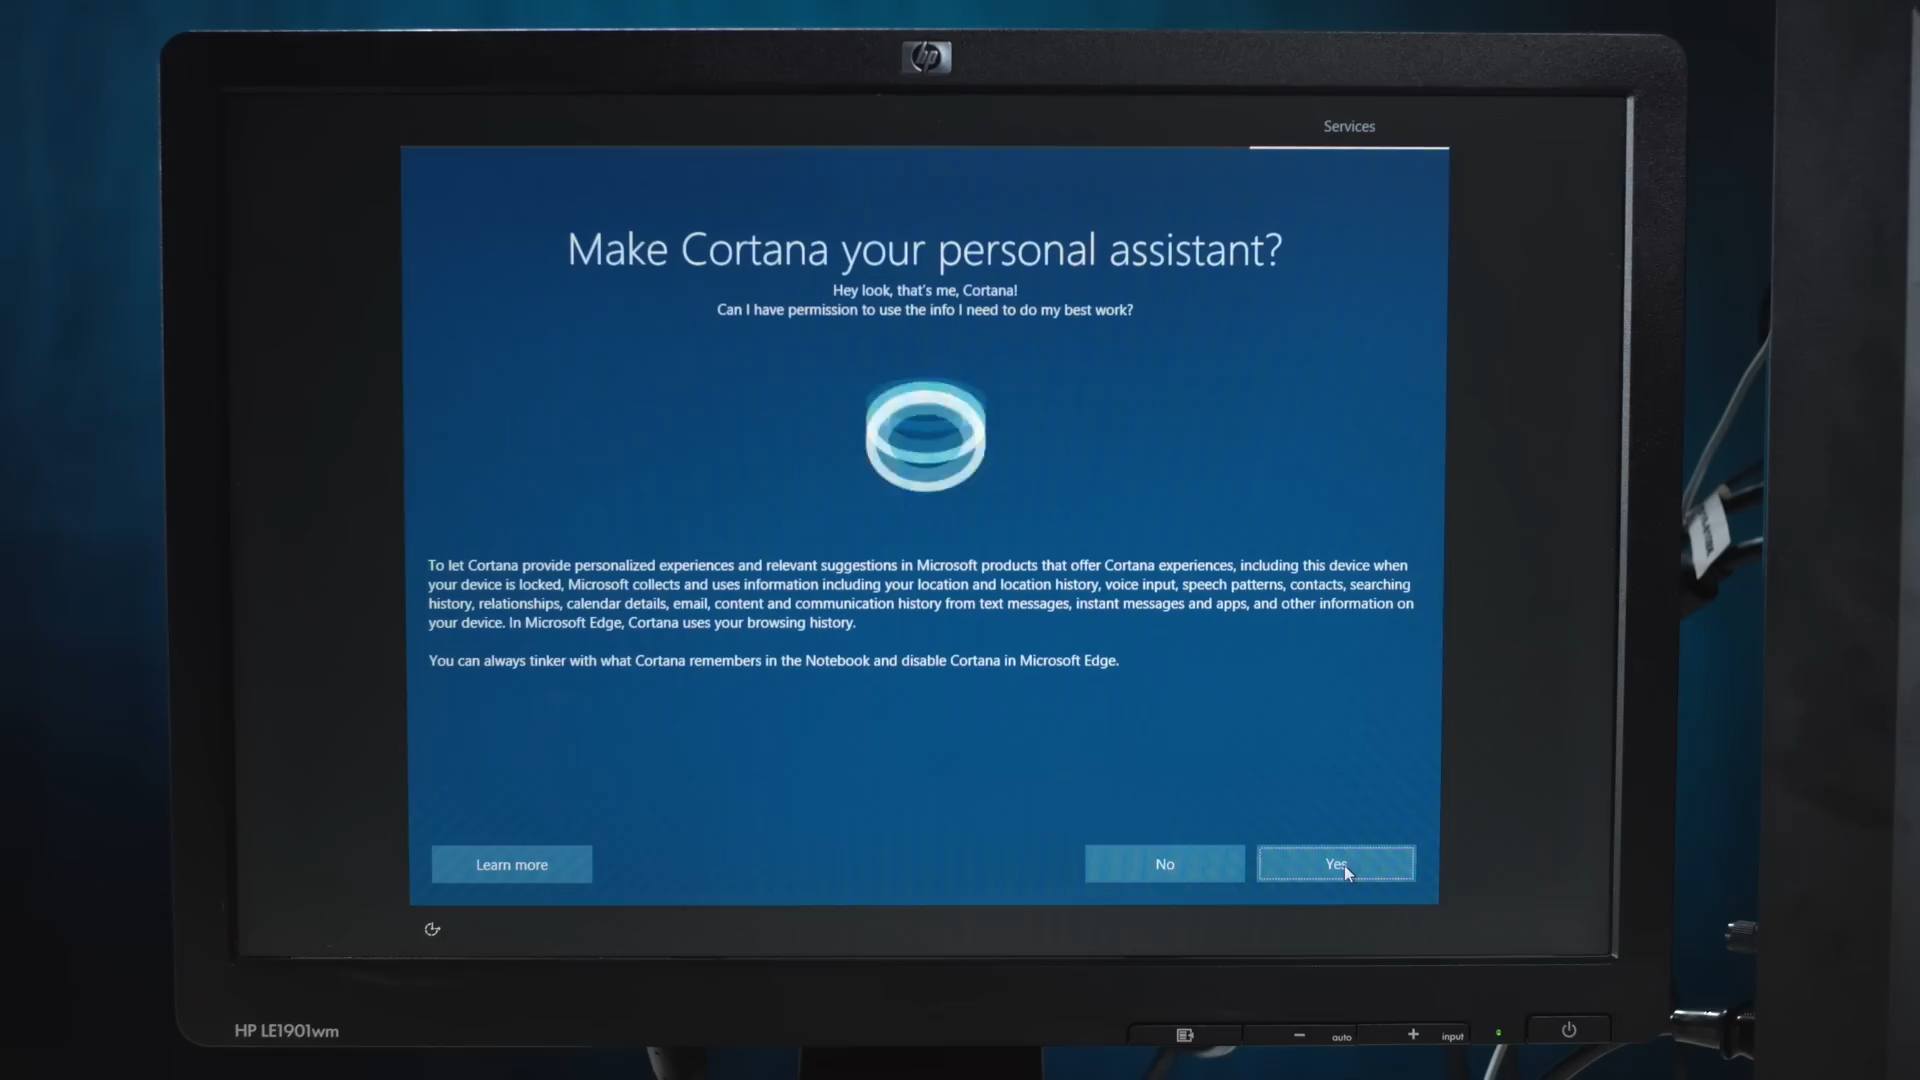 hp
Services
Make Cortana your personal assistant?
Hey look, that's me, Cortana!
Can I have permission to use the info I need to do my best work?
To let Cortana provide personalized experiences and relevant suggestions in Microsoft products that offer Cortana experiences, including this device when
your device is locked, Microsoft collects and uses information including your location and location history, voice input, speech patterns, contacts, searching
history, relationships, calendar details, email, content and communication history from text messages, instant messages and apps, and other information on
your device. In Microsoft Edge, Cortana uses your browsing history.
You can always tinker with what Cortana remembers in the Notebook and disable Cortana in Microsoft Edge.
Learn more
No
Yes
HP LE1901wm
auto
input